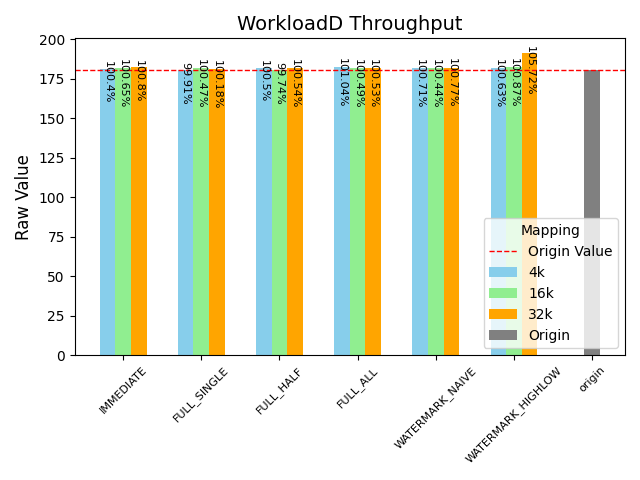 WorkloadD Throughput
Raw Value
200
175
150
125
100
75
50
25
0
100.4%
100.65%
100.8%
99.91%
100.47%
100.18%
100.5%
99.74%
100.54%
101.04%
100.49%
100.53%
100.71%
100.44%
100.77%
100.63%
100.87%
105.72%
Mapping
Origin Value
4k
16k
32k
Origin
IMMEDIATE
FULL_SINGLE
FULL_HALF
FULL_ALL
WATERMARK_NAIVE
WATERMARK_HIGHLOW
origin